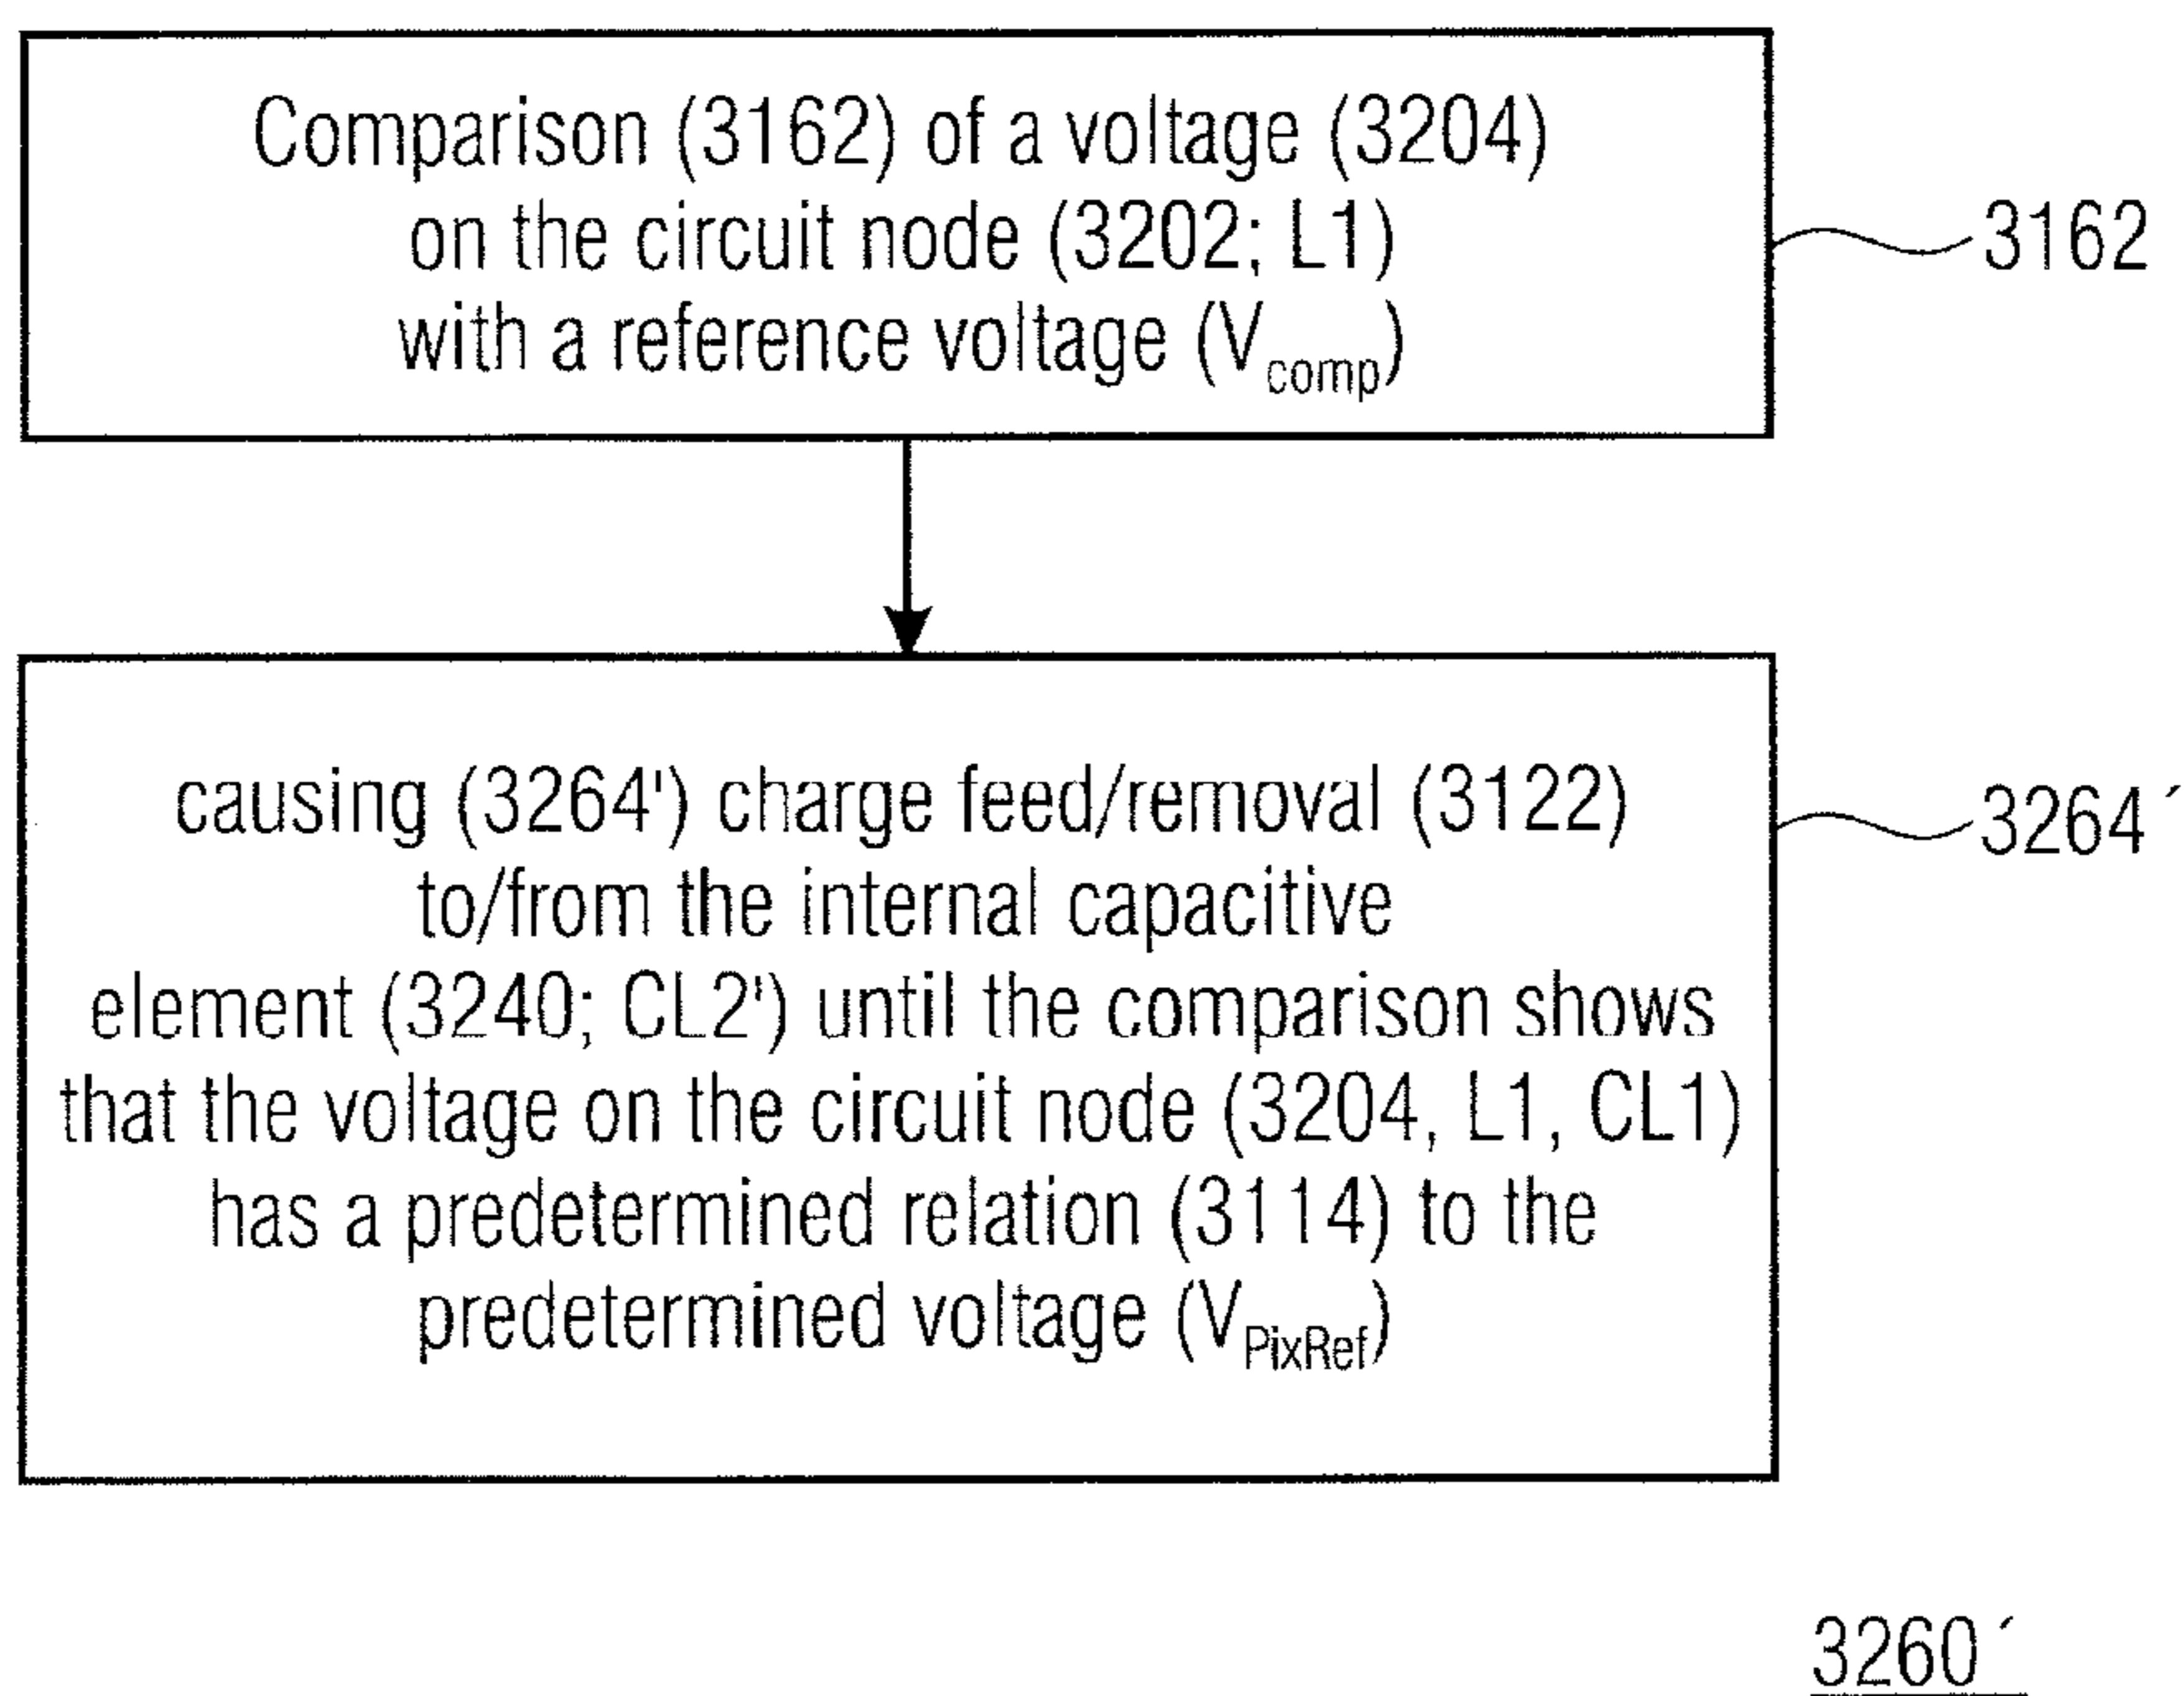 Comparison (3162) of a voltage (3204)
on the circuit node (3202; L1)
with a reference voltage (Vcomp)
3162
causing (3264') charge feed/removal (3122)
to/from the internal capacitive
element (3240; CL2') until the comparison shows
that the voltage on the circuit node (3204, L1, CL1)
has a predetermined relation (3114) to the
predetermined voltage (VPixRef)
3264´
3260´